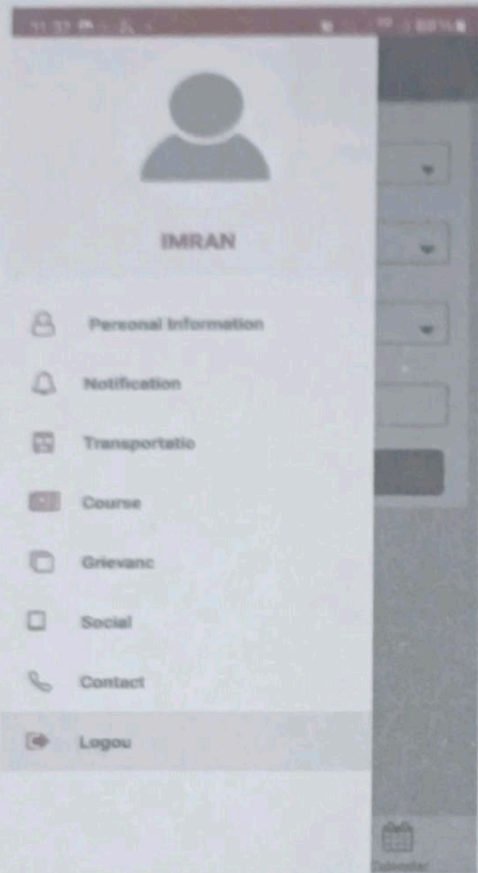 IMRAN
Personal Information
Notification
Transportatio
Course
Grievanc
Social
Contact
Logou
Calendar